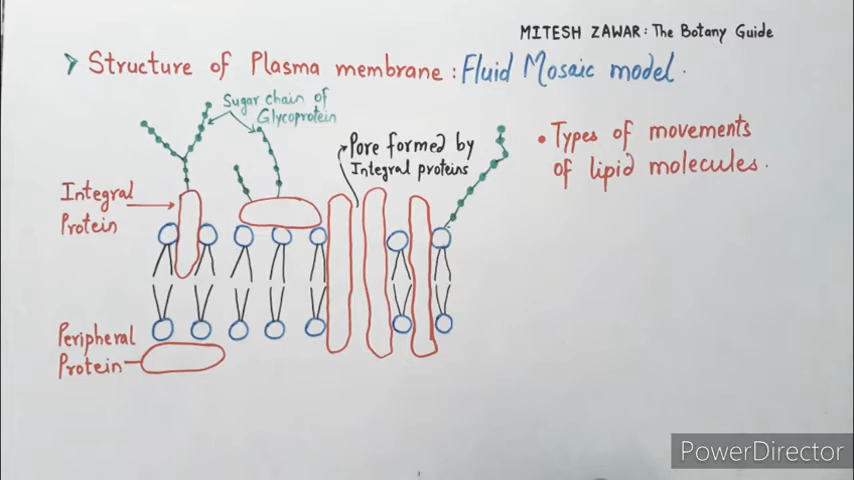 MITESH ZAWAR: The Botany Guide
Structure of Plasma membrane: Fluid Mosaic model.
Sugar chain of
Glycoprotein
Pore formed by
Integral proteins
• Types of movements
of lipid molecules.
Integral
Protein
Peripheral
Protein
PowerDirector